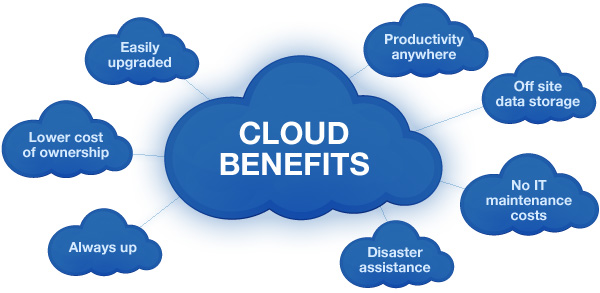 Easily
upgraded
Productivity
anywhere
Off site
data storage
Lower cost
of ownership
CLOUD
BENEFITS
No IT
maintenance
costs
Always up
Disaster
assistance